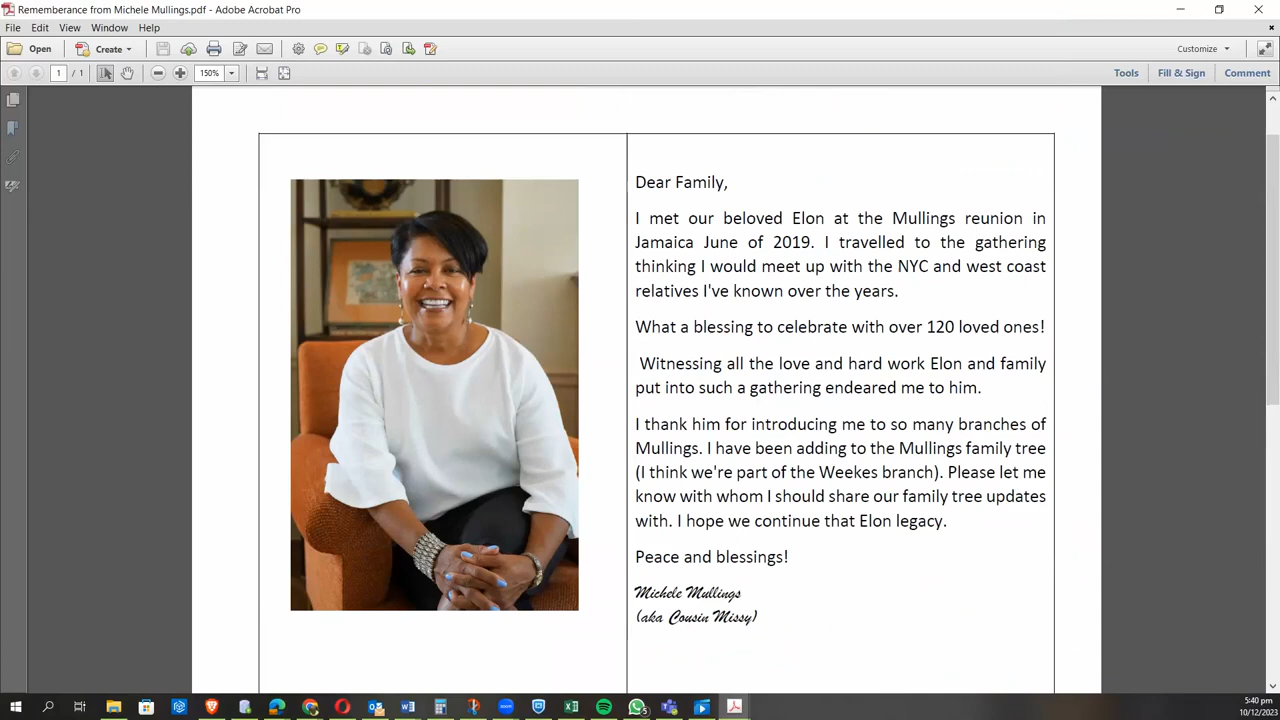 Rememberance from Michele Mullings.pdf - Adobe Acrobat Pro
File Edit View Window Help
Open Create Customize
1 / 1 150% Tools Fill & Sign Comment
Dear Family,
I met our beloved Elon at the Mullings reunion in
Jamaica June of 2019. I travelled to the gathering
thinking I would meet up with the NYC and west coast
relatives I've known over the years.
What a blessing to celebrate with over 120 loved ones!
Witnessing all the love and hard work Elon and family
put into such a gathering endeared me to him.
I thank him for introducing me to so many branches of
Mullings. I have been adding to the Mullings family tree
(I think we're part of the Weekes branch). Please let me
know with whom I should share our family tree updates
with. I hope we continue that Elon legacy.
Peace and blessings!
Michele Mullings
(aka Cousin Missy)
5:40 pm
10/12/2023